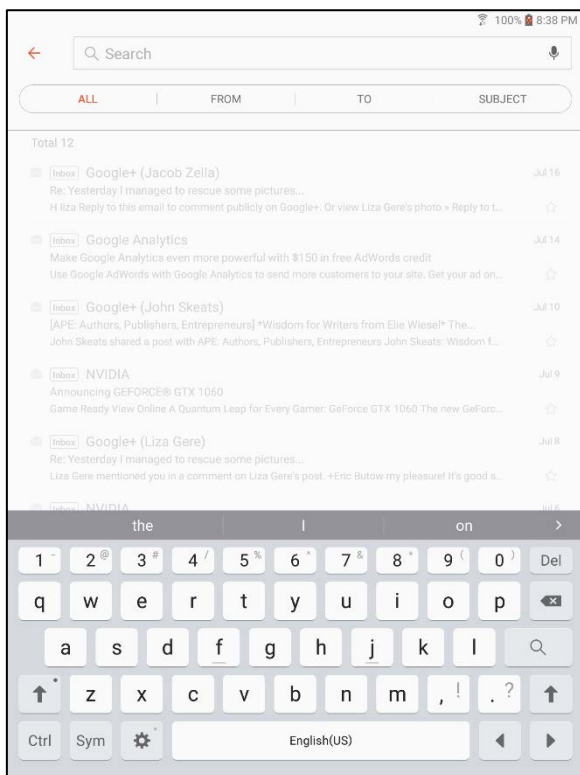 100% 8:38 PM
Search
ALL FROM TO SUBJECT
Total 12
Inbox Google+ (Jacob Zella) Jul 16
Re: Yesterday I managed to rescue some pictures...
H liza Reply to this email to comment publicly on Google+. Or view Liza Gere's photo » Reply to t...
Inbox Google Analytics Jul 14
Make Google Analytics even more powerful with $150 in free AdWords credit
Use Google AdWords with Google Analytics to send more customers to your site. Get your ad on...
Inbox Google+ (John Skeats) Jul 10
[APE: Authors, Publishers, Entrepreneurs] *Wisdom for Writers from Elie Wiesel* The...
John Skeats shared a post with APE: Authors, Publishers, Entrepreneurs John Skeats: Wisdom f...
Inbox NVIDIA Jul 9
Announcing GEFORCE® GTX 1060
Game Ready View Online A Quantum Leap for Every Gamer: GeForce GTX 1060 The new GeForc...
Inbox Google+ (Liza Gere) Jul 8
Re: Yesterday I managed to rescue some pictures...
Liza Gere mentioned you in a comment on Liza Gere's post. +Eric Butow my pleasure! It's good s...
Inbox NVIDIA Jul 6
the I on >
1 - 2 @ 3 # 4 / 5 % 6 ^ 7 & 8 * 9 ( 0 ) Del
q w e r t y u i o p
a s d f g h j k l
z x c v b n m , ! . ?
Ctrl Sym English(US)